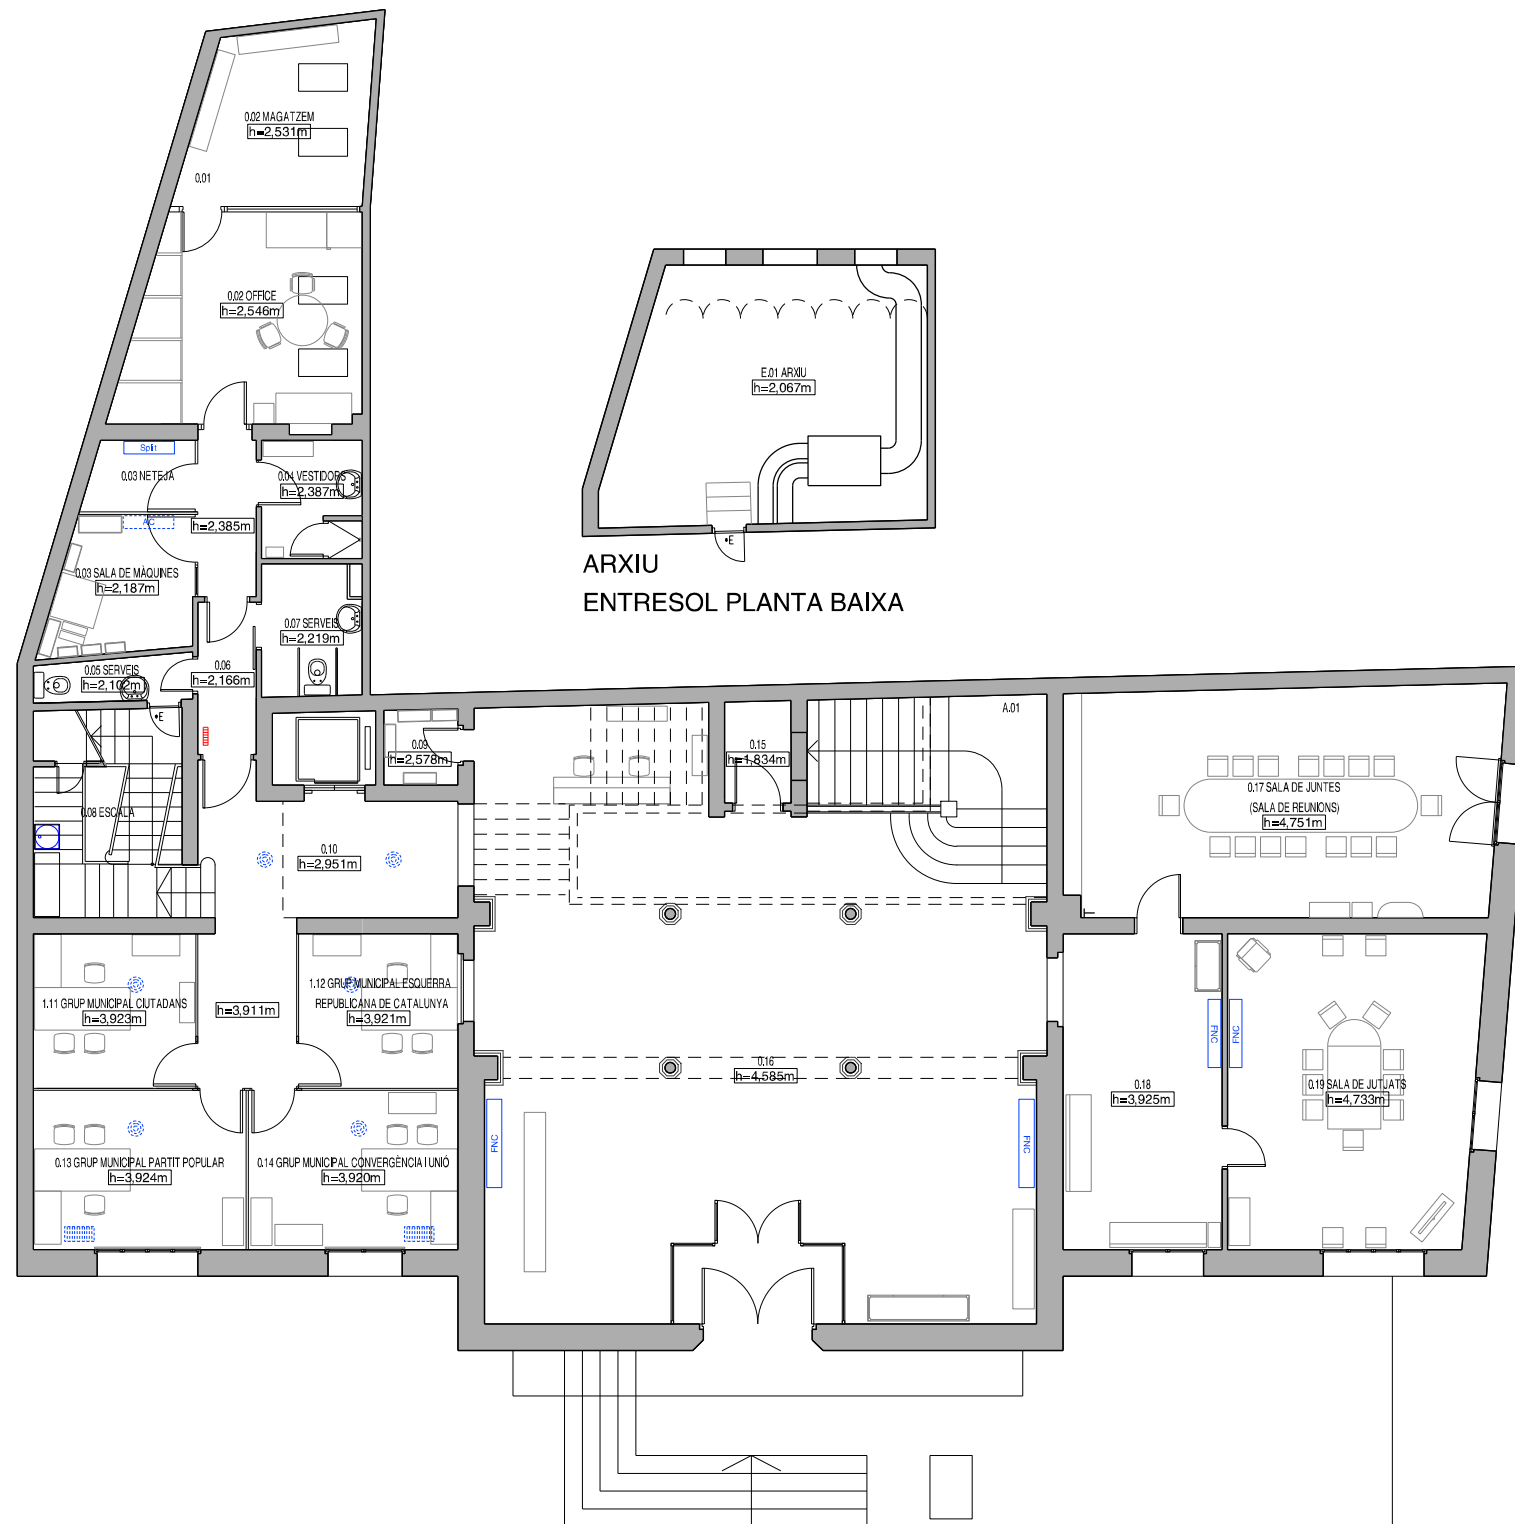 0.02 MAGATZEM
h=2,531m
0.01
0.02 OFFICE
h=2,546m
E.01 ARXIU
h=2,067m
•E
ARXIU
ENTRESOL PLANTA BAIXA
Split
0.03 NETEJA
0.04 VESTIDORS
h=2,387m
A/C
h=2,385m
0.03 SALA DE MÀQUINES
h=2,187m
0.07 SERVEIS
h=2,219m
0.05 SERVEIS
h=2,102m
0.06
h=2,166m
•E
A.01
0.09
h=2,578m
0.15
h=1,834m
0.08 ESCALA
0.10
h=2,951m
0.17 SALA DE JUNTES
(SALA DE REUNIONS)
h=4,751m
1.11 GRUP MUNICIPAL CIUTADANS
h=3,923m
h=3,911m
1.12 GRUP MUNICIPAL ESQUERRA
REPUBLICANA DE CATALUNYA
h=3,921m
FNC
FNC
0.16
h=4,585m
0.18
h=3,925m
0.19 SALA DE JUTJATS
h=4,733m
0.13 GRUP MUNICIPAL PARTIT POPULAR
h=3,924m
0.14 GRUP MUNICIPAL CONVERGÈNCIA I UNIÓ
h=3,920m
FNC
FNC